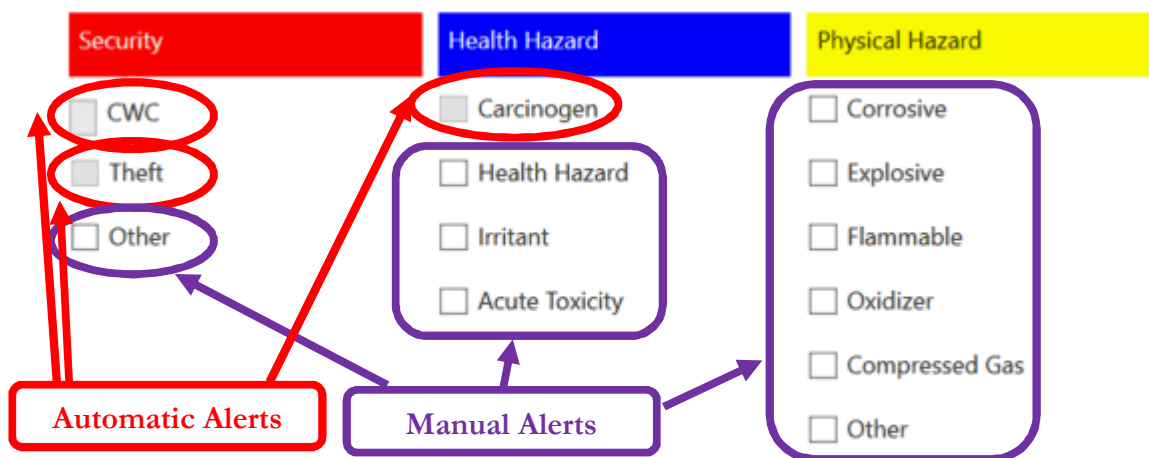 Security
CWC
Theft
Other
Health Hazard
Carcinogen
Health Hazard
Irritant
Acute Toxicity
Physical Hazard
Corrosive
Explosive
Flammable
Oxidizer
Compressed Gas
Other
Automatic Alerts
Manual Alerts